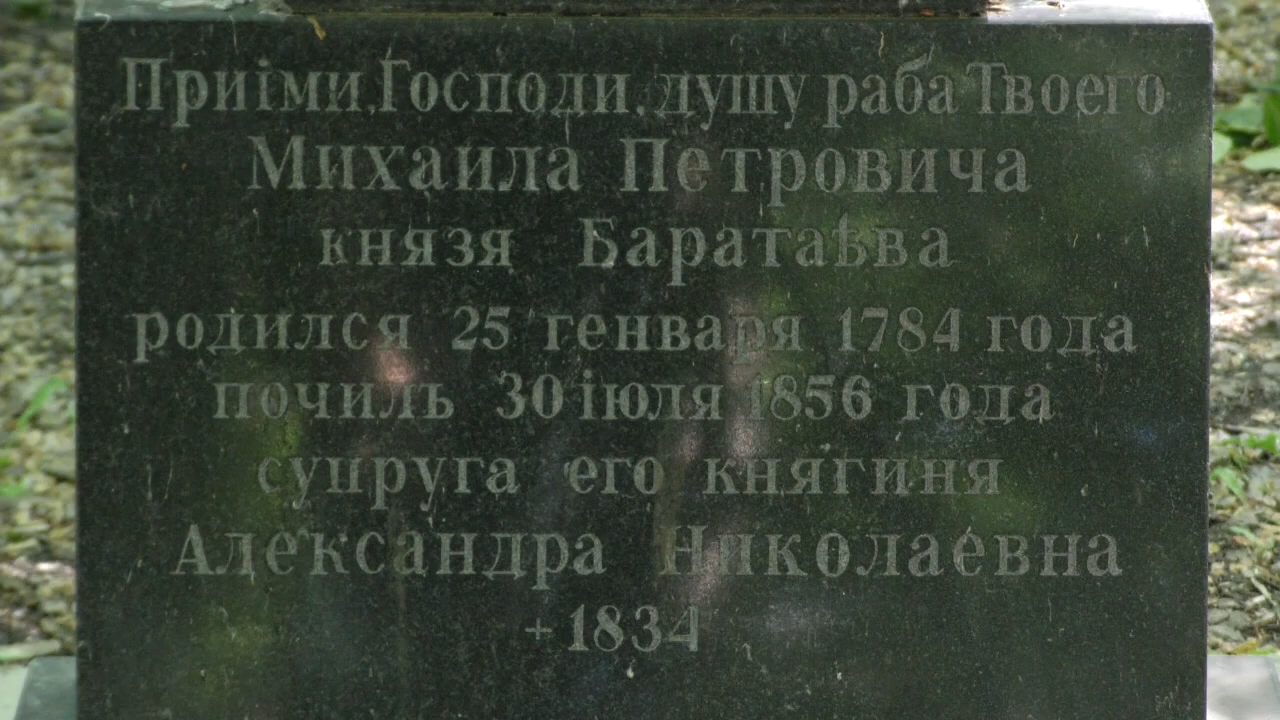 Приіми, Господи, душу раба Твоего
Михаила Петровича
князя Баратаѣва
родился 25 генваря 1784 года
почилъ 30 іюля 1856 года
супруга его княгиня
Александра Николаевна
+1834